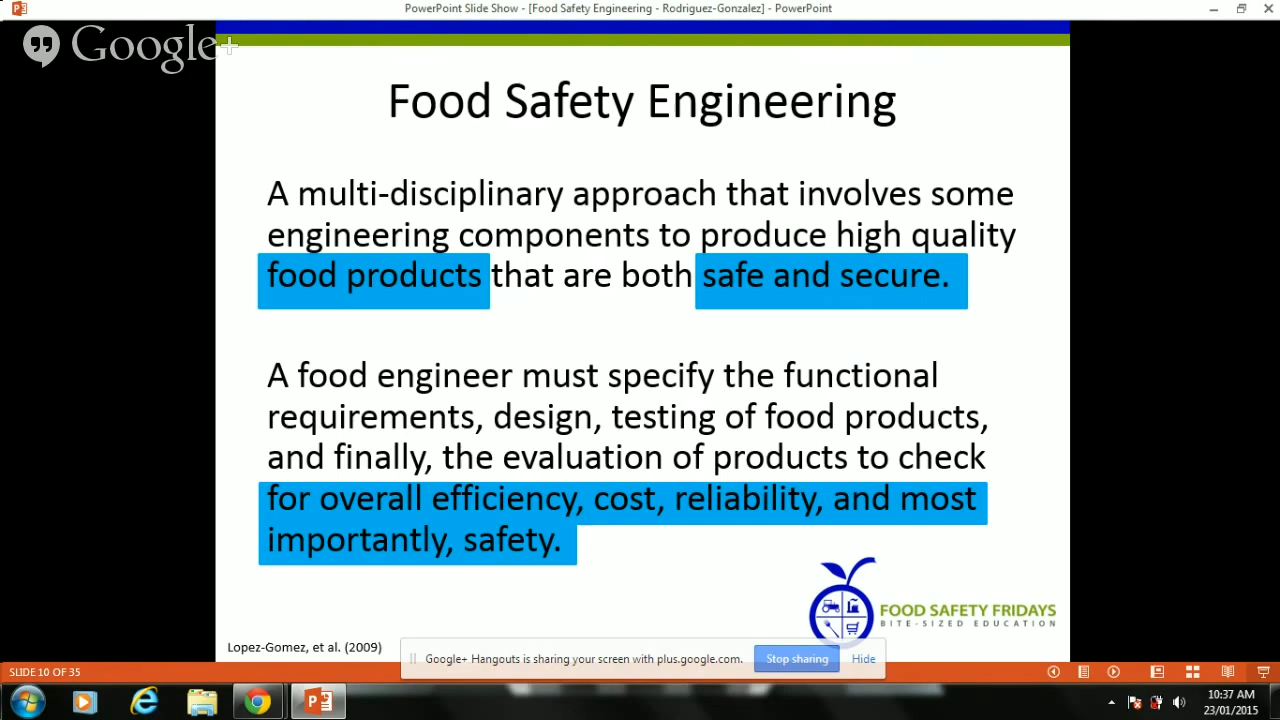 PowerPoint Slide Show - [Food Safety Engineering - Rodriguez-Gonzalez] - PowerPoint
Google+
Food Safety Engineering
A multi-disciplinary approach that involves some
engineering components to produce high quality
food products that are both safe and secure.
A food engineer must specify the functional
requirements, design, testing of food products,
and finally, the evaluation of products to check
for overall efficiency, cost, reliability, and most
importantly, safety.
FOOD SAFETY FRIDAYS
BITE-SIZED EDUCATION
Lopez-Gomez, et al. (2009)
Google+ Hangouts is sharing your screen with plus.google.com.
Stop sharing
Hide
SLIDE 10 OF 35
10:37 AM
23/01/2015